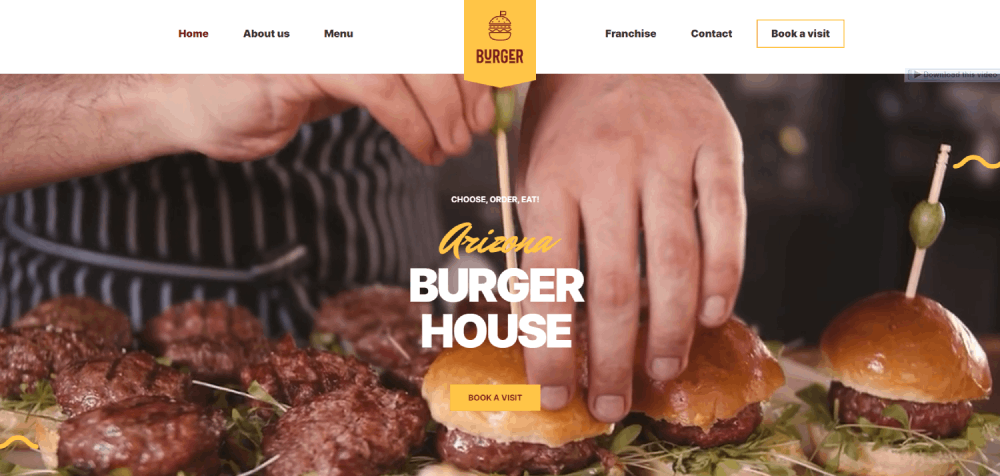 Home
About us
Menu
BURGER
Franchise
Contact
Book a visit
Download this video
CHOOSE, ORDER, EAT!
Arizona
BURGER
HOUSE
BOOK A VISIT